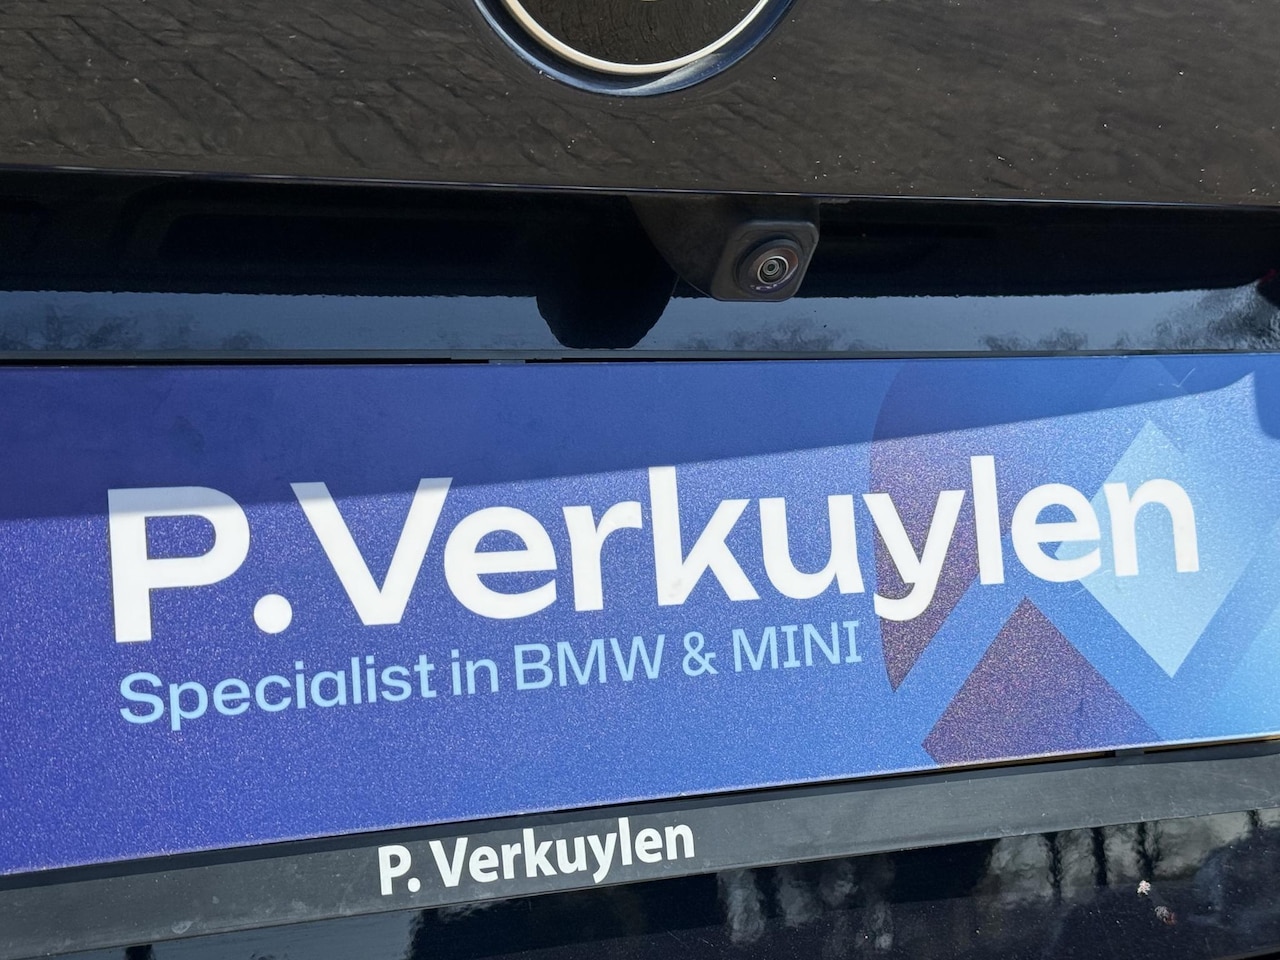 P.Verkuylen
Specialist in BMW & MINI
P. Verkuylen